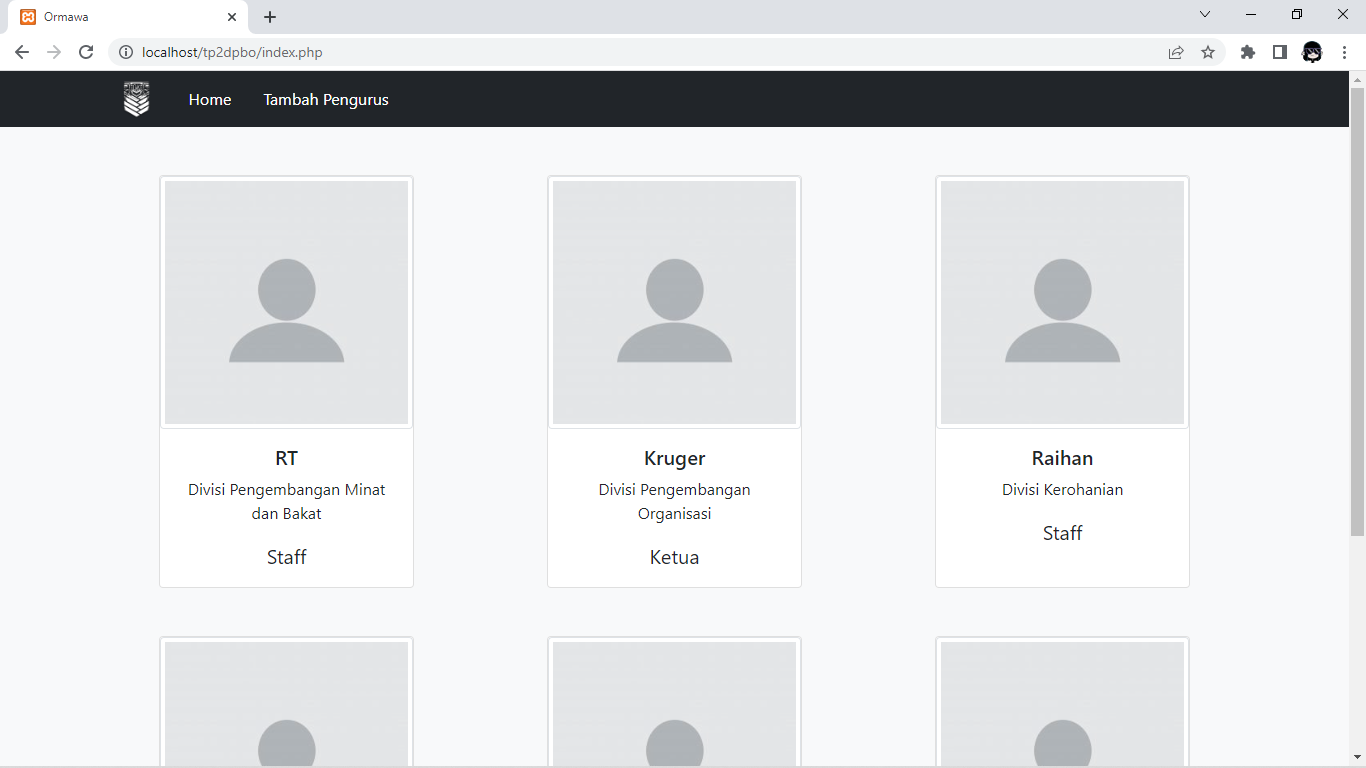 Ormawa
localhost/tp2dpbo/index.php
Home Tambah Pengurus
RT
Divisi Pengembangan Minat
dan Bakat
Staff
Kruger
Divisi Pengembangan
Organisasi
Ketua
Raihan
Divisi Kerohanian
Staff